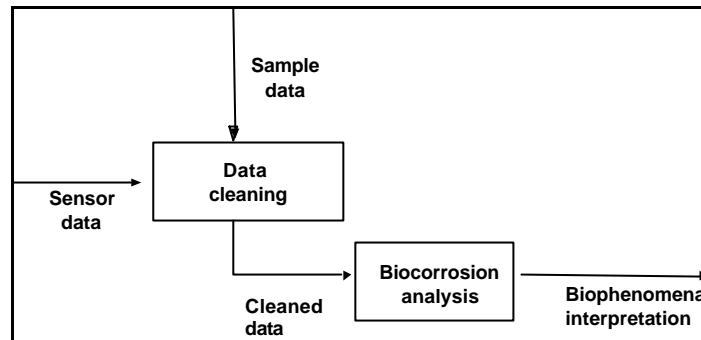 Sample
data
Data
cleaning
Sensor
data
Biocorrosion
analysis
Cleaned
data
Biophenomena
interpretation